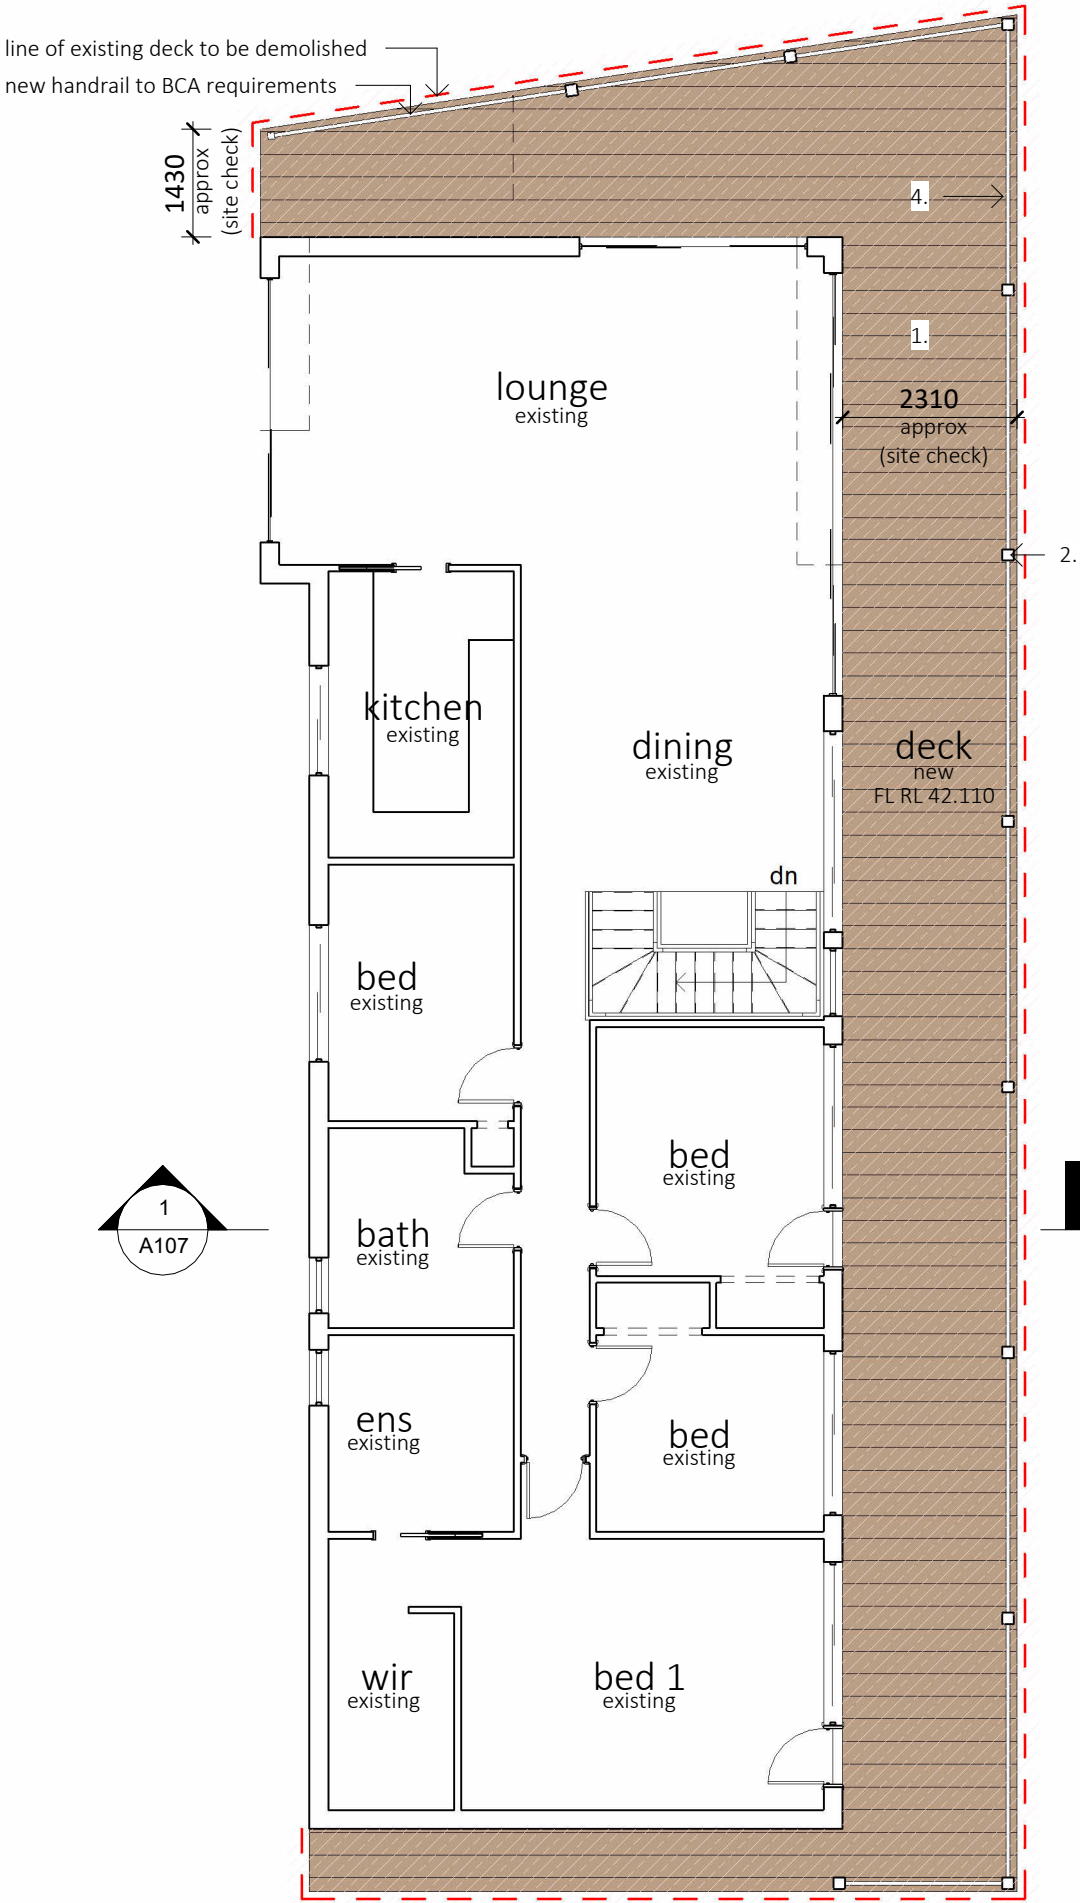 line of existing deck to be demolished
new handrail to BCA requirements
1430
approx
(site check)
4.
1.
lounge
existing
2310
approx
(site check)
2.
kitchen
existing
dining
existing
deck
new
FL RL 42.110
dn
bed
existing
bed
existing
1
A107
bath
existing
ens
existing
bed
existing
wir
existing
bed 1
existing